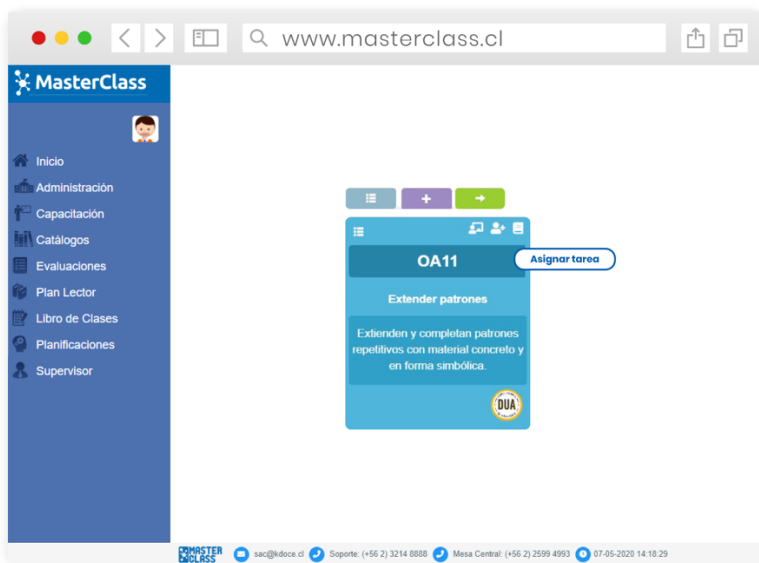 www.masterclass.cl
MasterClass
Inicio
Administración
Capacitación
Catálogos
Evaluaciones
Plan Lector
Libro de Clases
Planificaciones
Supervisor
OA11
Asignar tarea
Extender patrones
Extienden y completan patrones
repetitivos con material concreto y
en forma simbólica.
DUA
MASTER
CLASS
sac@kdoce.cl Soporte: (+56 2) 3214 8888 Mesa Central: (+56 2) 2599 4993 07-05-2020 14:18:29